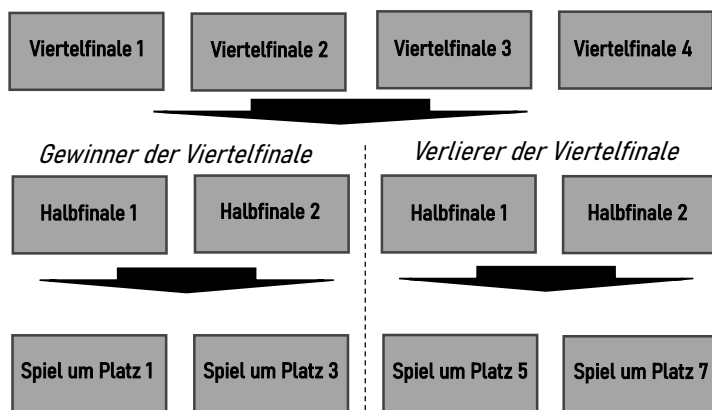 Viertelfinale 1
Viertelfinale 2
Viertelfinale 3
Viertelfinale 4
Gewinner der Viertelfinale
Verlierer der Viertelfinale
Halbfinale 1
Halbfinale 2
Halbfinale 1
Halbfinale 2
Spiel um Platz 1
Spiel um Platz 3
Spiel um Platz 5
Spiel um Platz 7